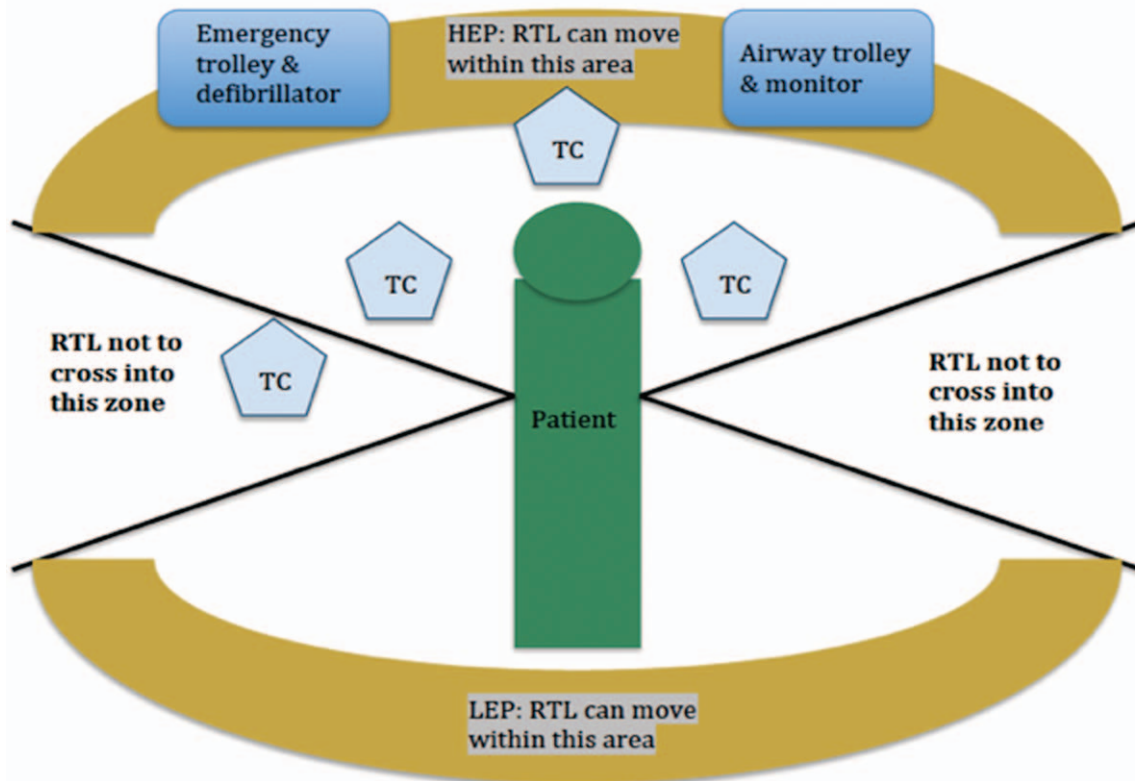 Emergency
trolley &
defibrillator
HEP: RTL can move
within this area
Airway trolley
& monitor
TC
TC
TC
TC
RTL not to
cross into
this zone
Patient
RTL not to
cross into
this zone
LEP: RTL can move
within this area